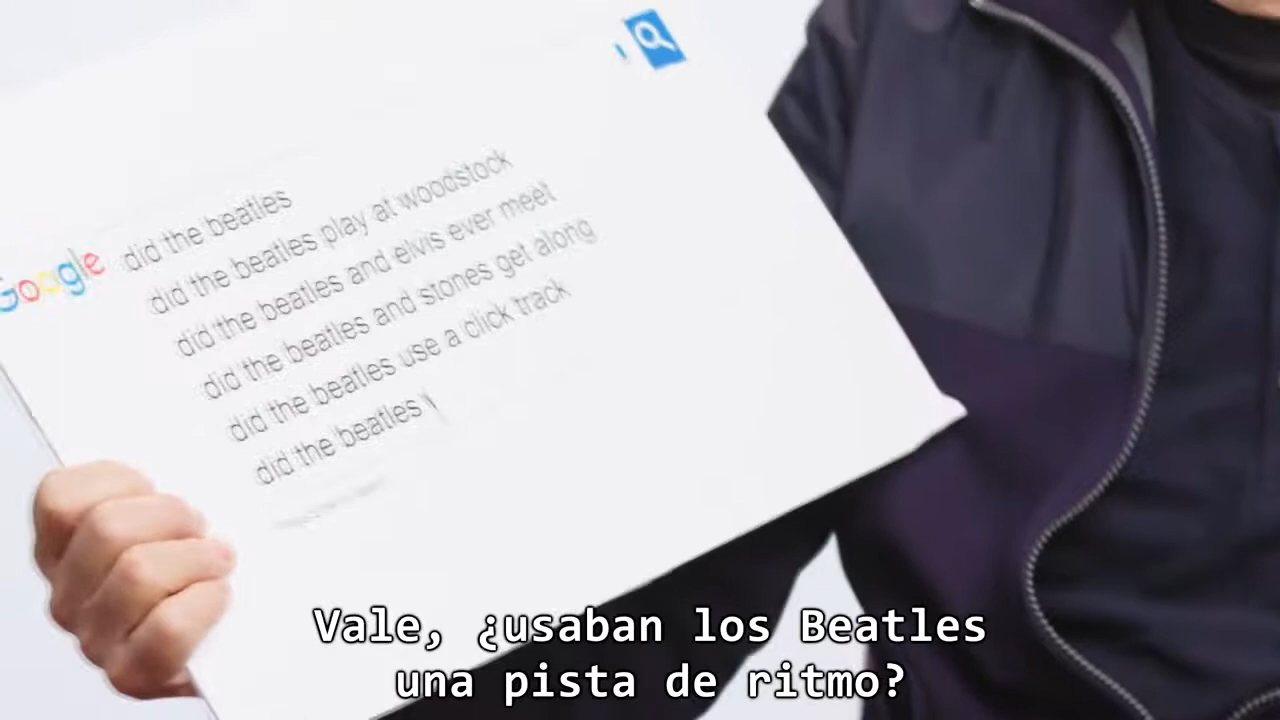 Google
did the beatles
did the beatles play at woodstock
did the beatles and elvis ever meet
did the beatles and stones get along
did the beatles use a click track
did the beatles
Vale, ¿usaban los Beatles
una pista de ritmo?